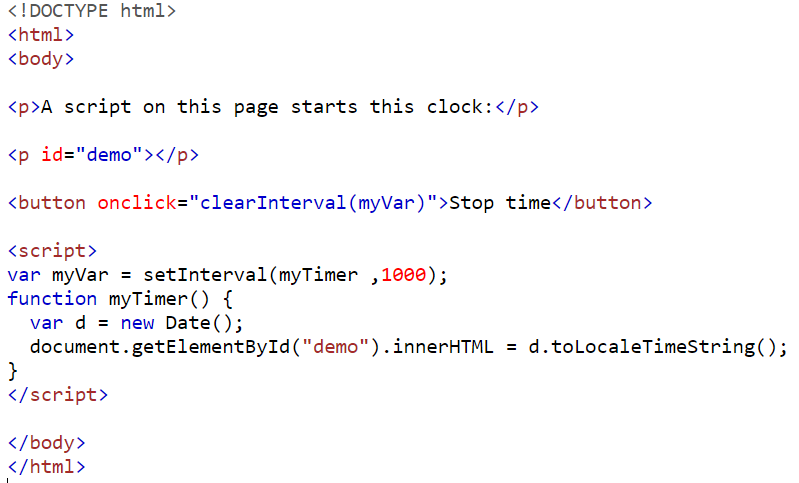 <!DOCTYPE html>
<html>
<body>

<p>A script on this page starts this clock:</p>

<p id="demo"></p>

<button onclick="clearInterval(myVar)">Stop time</button>

<script>
var myVar = setInterval(myTimer ,1000);
function myTimer() {
  var d = new Date();
  document.getElementById("demo").innerHTML = d.toLocaleTimeString();
}
</script>

</body>
</html>